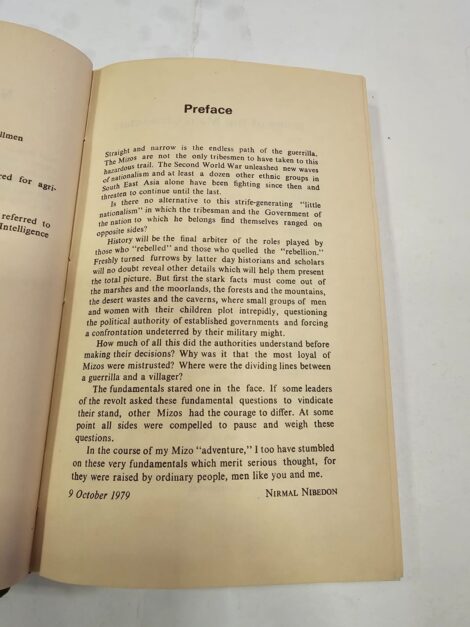 ilmen
red for agri-
referred to
Intelligence
Preface
Straight and narrow is the endless path of the guerrilla.
The Mizos are not the only tribesmen to have taken to this
hazardous trail. The Second World War unleashed new waves
of nationalism and at least a dozen other ethnic groups in
South East Asia alone have been fighting since then and
threaten to continue until the last.
Is there no alternative to this strife-generating "little
nationalism" in which the tribesman and the Government of
the nation to which he belongs find themselves ranged on
opposite sides?
History will be the final arbiter of the roles played by
those who "rebelled" and those who quelled the "rebellion."
Freshly turned furrows by latter day historians and scholars
will no doubt reveal other details which will help them present
the total picture. But first the stark facts must come out of
the marshes and the moorlands, the forests and the mountains,
the desert wastes and the caverns, where small groups of men
and women with their children plot intrepidly, questioning
the political authority of established governments and forcing
a confrontation undeterred by their military might.
How much of all this did the authorities understand before
making their decisions? Why was it that the most loyal of
Mizos were mistrusted? Where were the dividing lines between
a guerilla and a villager?
The fundamentals stared one in the face. If some leaders
of the revolt asked these fundamental questions to vindicate
their stand, other Mizos had the courage to differ. At some
point all sides were compelled to pause and weigh these
questions.
In the course of my Mizo "adventure," I too have stumbled
on these very fundamentals which merit serious thought, for
they were raised by ordinary people, men like you and me.
9 October 1979 NIRMAL NIBEDON